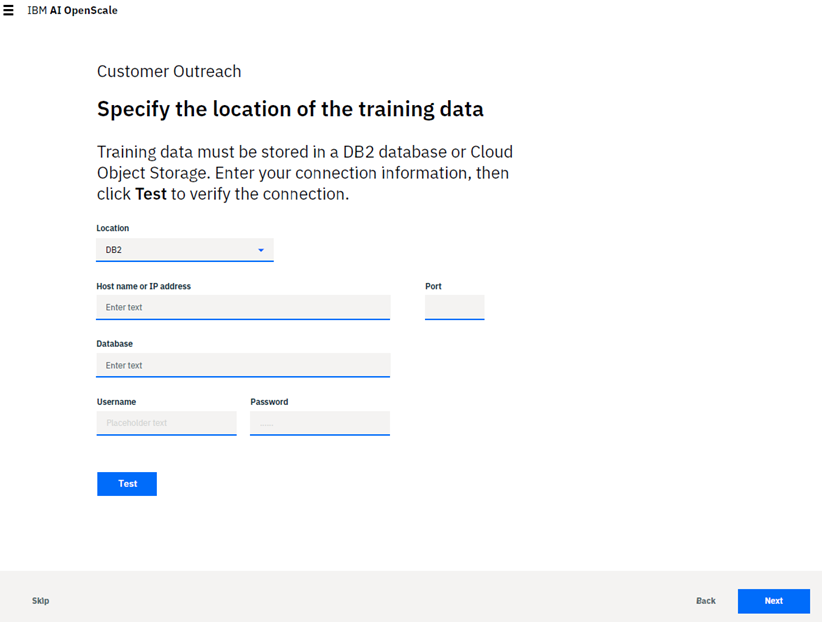 IBM AI OpenScale
Customer Outreach
Specify the location of the training data
Training data must be stored in a DB2 database or Cloud
Object Storage. Enter your connection information, then
click Test to verify the connection.
Location
DB2
Host name or IP address Port
Enter text
Database
Enter text
Username Password
Placeholder text ......
Test
Skip Back Next